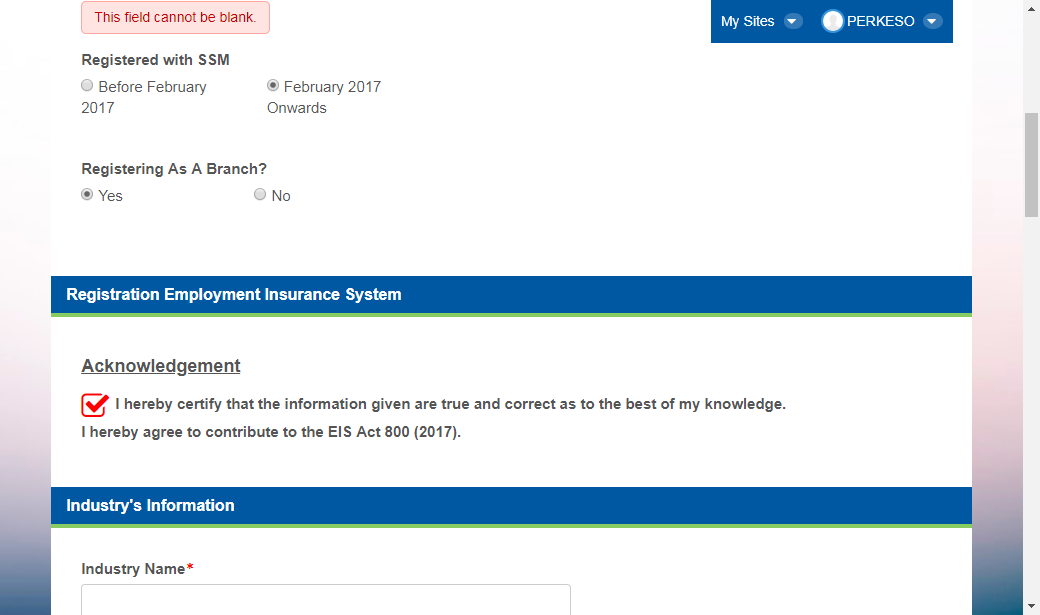 This field cannot be blank.
My Sites PERKESO
Registered with SSM
Before February 2017
February 2017 Onwards
Registering As A Branch?
Yes No
Registration Employment Insurance System
Acknowledgement
I hereby certify that the information given are true and correct as to the best of my knowledge.
I hereby agree to contribute to the EIS Act 800 (2017).
Industry's Information
Industry Name*